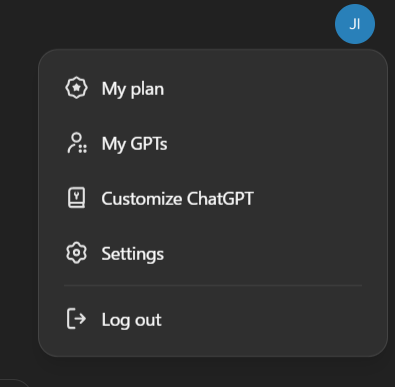 JI
My plan
My GPTs
Customize ChatGPT
Settings
Log out